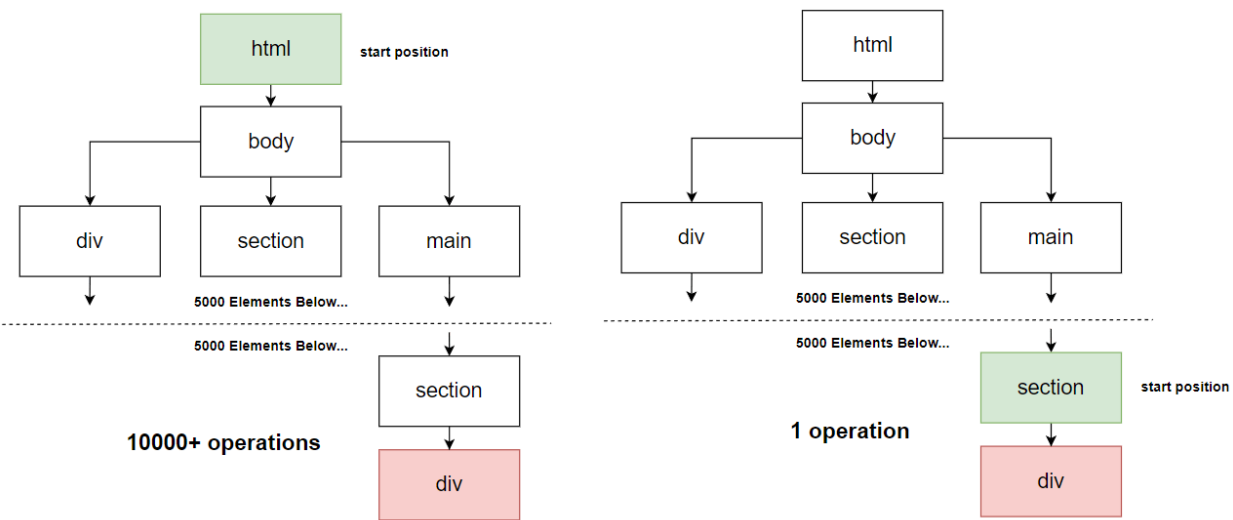 html
start position
body
div
section
main
5000 Elements Below...
5000 Elements Below...
section
10000+ operations
div
html
body
div
section
main
5000 Elements Below...
5000 Elements Below...
section
start position
1 operation
div